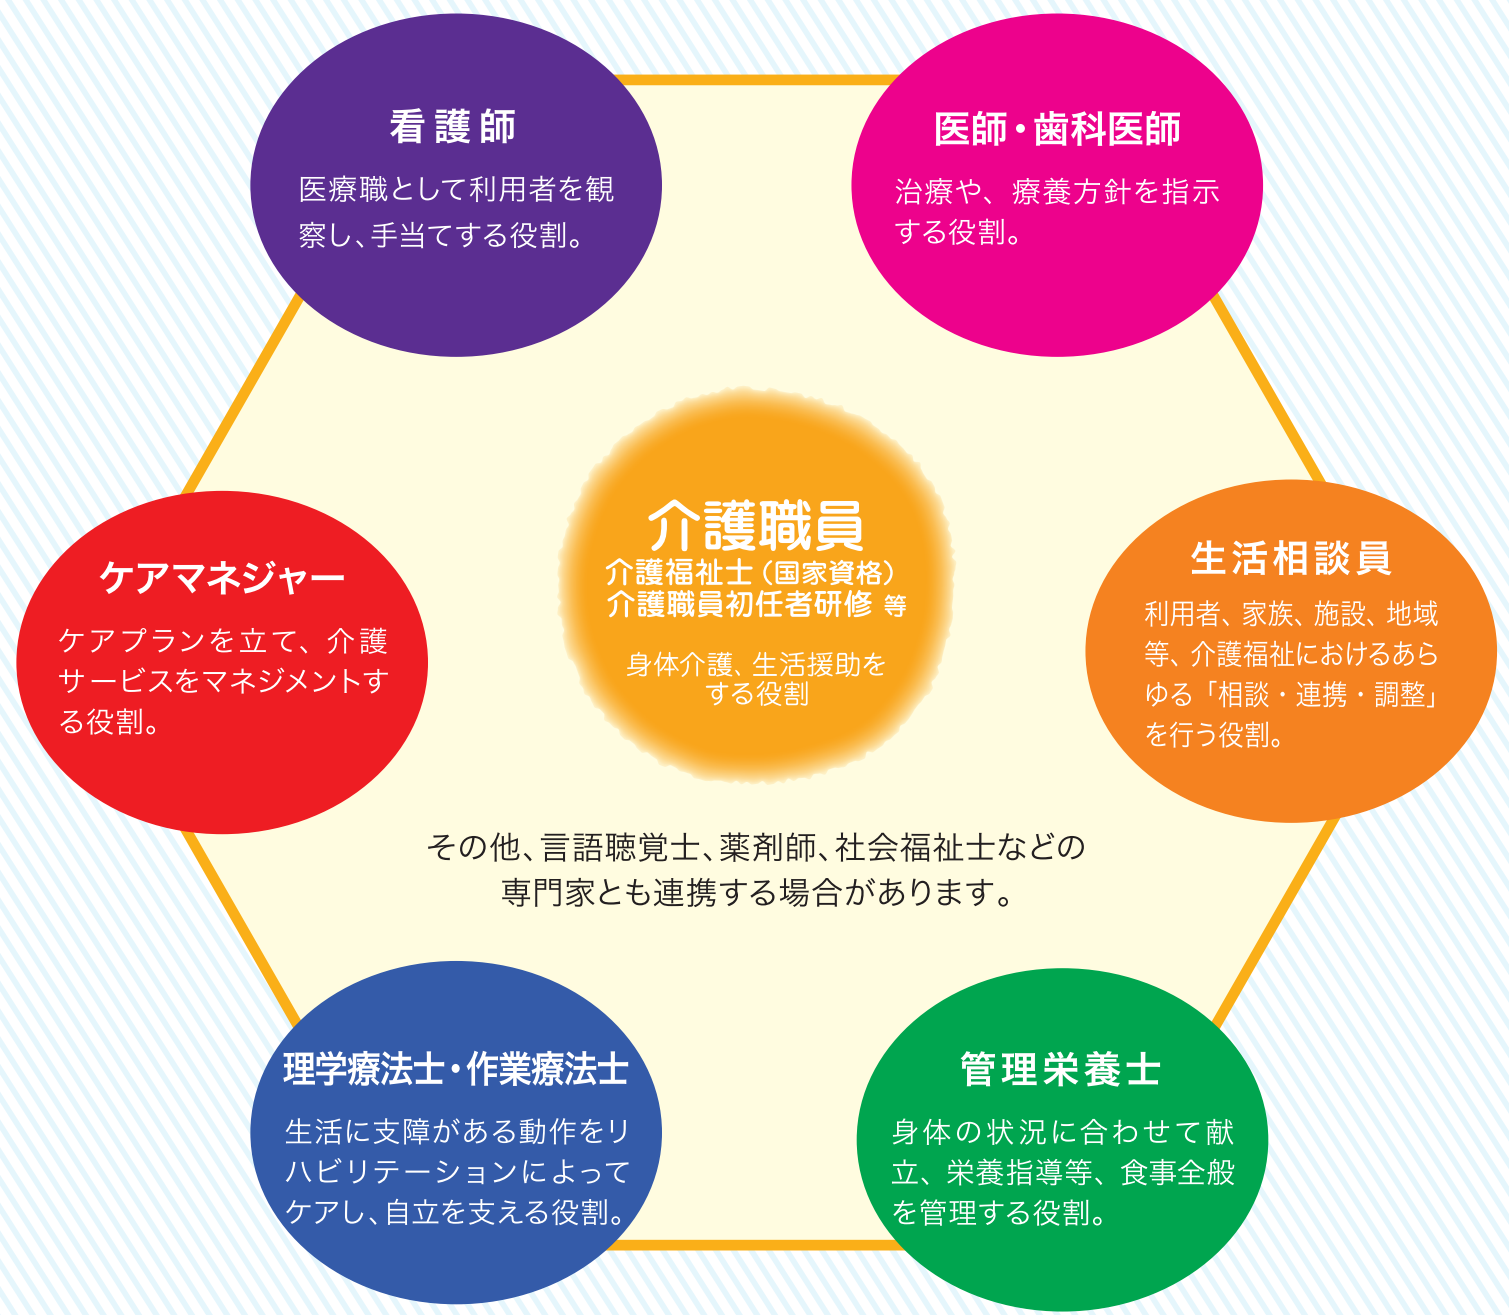 看護師
医療職として利用者を観
察し、手当てする役割。
医師・歯科医師
治療や、療養方針を指示
する役割。
介護職員
介護福祉士（国家資格）
介護職員初任者研修 等
身体介護、生活援助を
する役割
ケアマネジャー
ケアプランを立て、介護
サービスをマネジメントす
る役割。
生活相談員
利用者、家族、施設、地域
等、介護福祉におけるあら
ゆる「相談・連携・調整」
を行う役割。
その他、言語聴覚士、薬剤師、社会福祉士などの
専門家とも連携する場合があります。
理学療法士・作業療法士
生活に支障がある動作をリ
ハビリテーションによって
ケアし、自立を支える役割。
管理栄養士
身体の状況に合わせて献
立、栄養指導等、食事全般
を管理する役割。